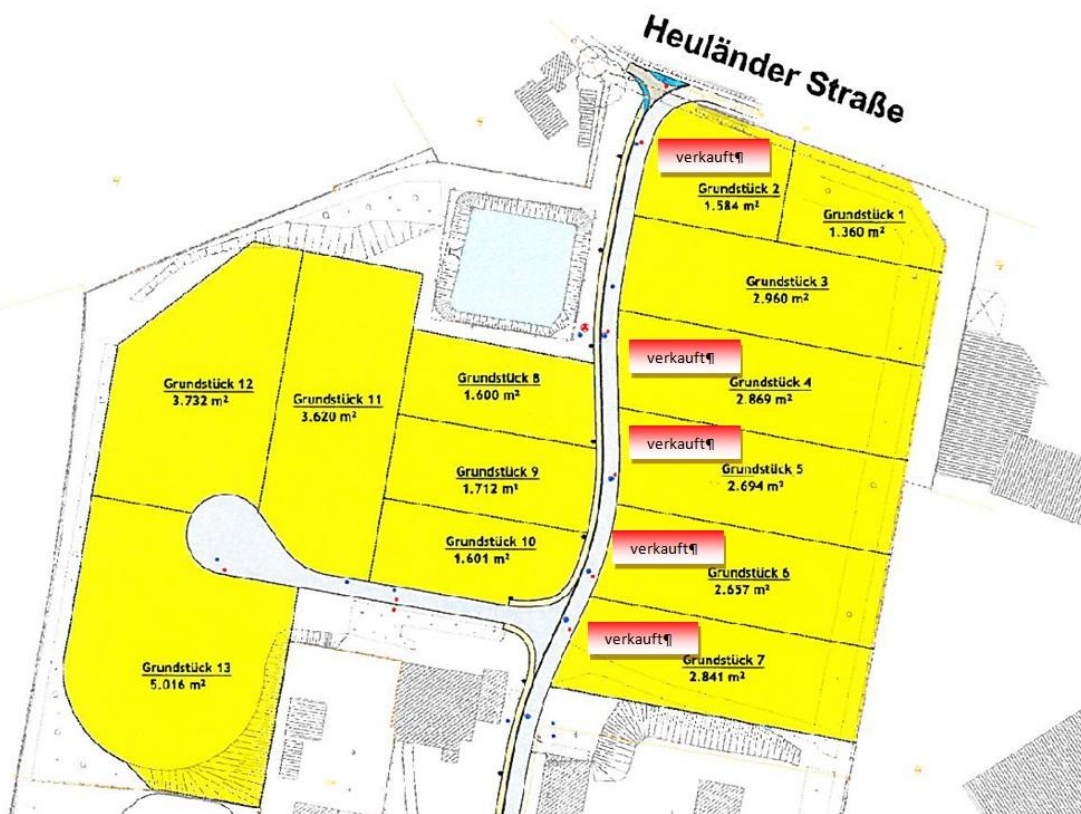 Heuländer Straße
verkauft¶
Grundstück 2
1.584 m²
Grundstück 1
1.360 m²
Grundstück 3
2.960 m²
verkauft¶
Grundstück 4
2.869 m²
verkauft¶
Grundstück 5
2.694 m²
verkauft¶
Grundstück 6
2.657 m²
verkauft¶
Grundstück 7
2.841 m²
Grundstück 8
1.600 m²
Grundstück 9
1.712 m²
Grundstück 10
1.601 m²
Grundstück 11
3.620 m²
Grundstück 12
3.732 m²
Grundstück 13
5.016 m²